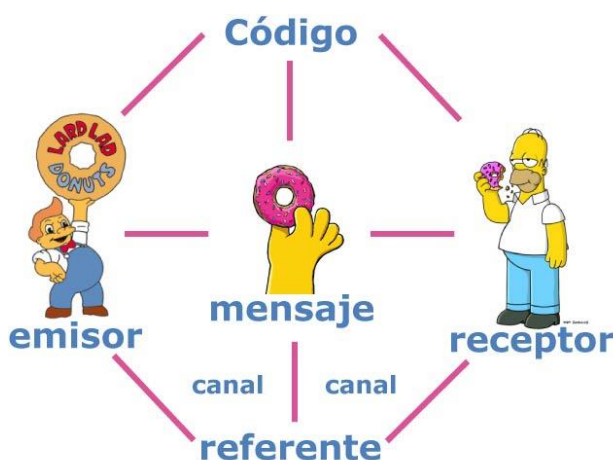 Código
LARD LAD
DONUTS
emisor
mensaje
receptor
canal
canal
referente